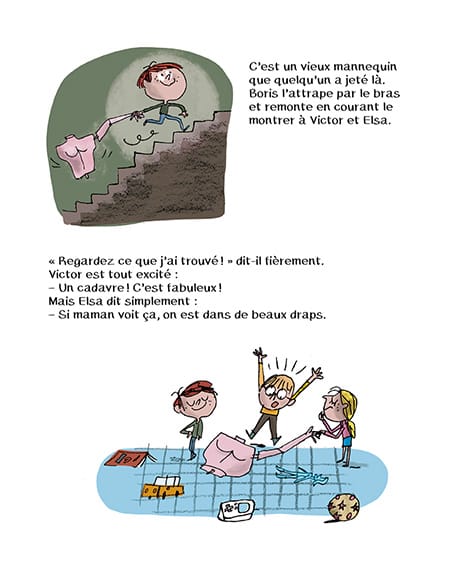 C'est un vieux mannequin
que quelqu'un a jeté là.
Boris l'attrape par le bras
et remonte en courant le
montrer à Victor et Elsa.
« Regardez ce que j'ai trouvé ! » dit-il fièrement.
Victor est tout excité :
– Un cadavre ! C'est fabuleux !
Mais Elsa dit simplement :
– Si maman voit ça, on est dans de beaux draps.